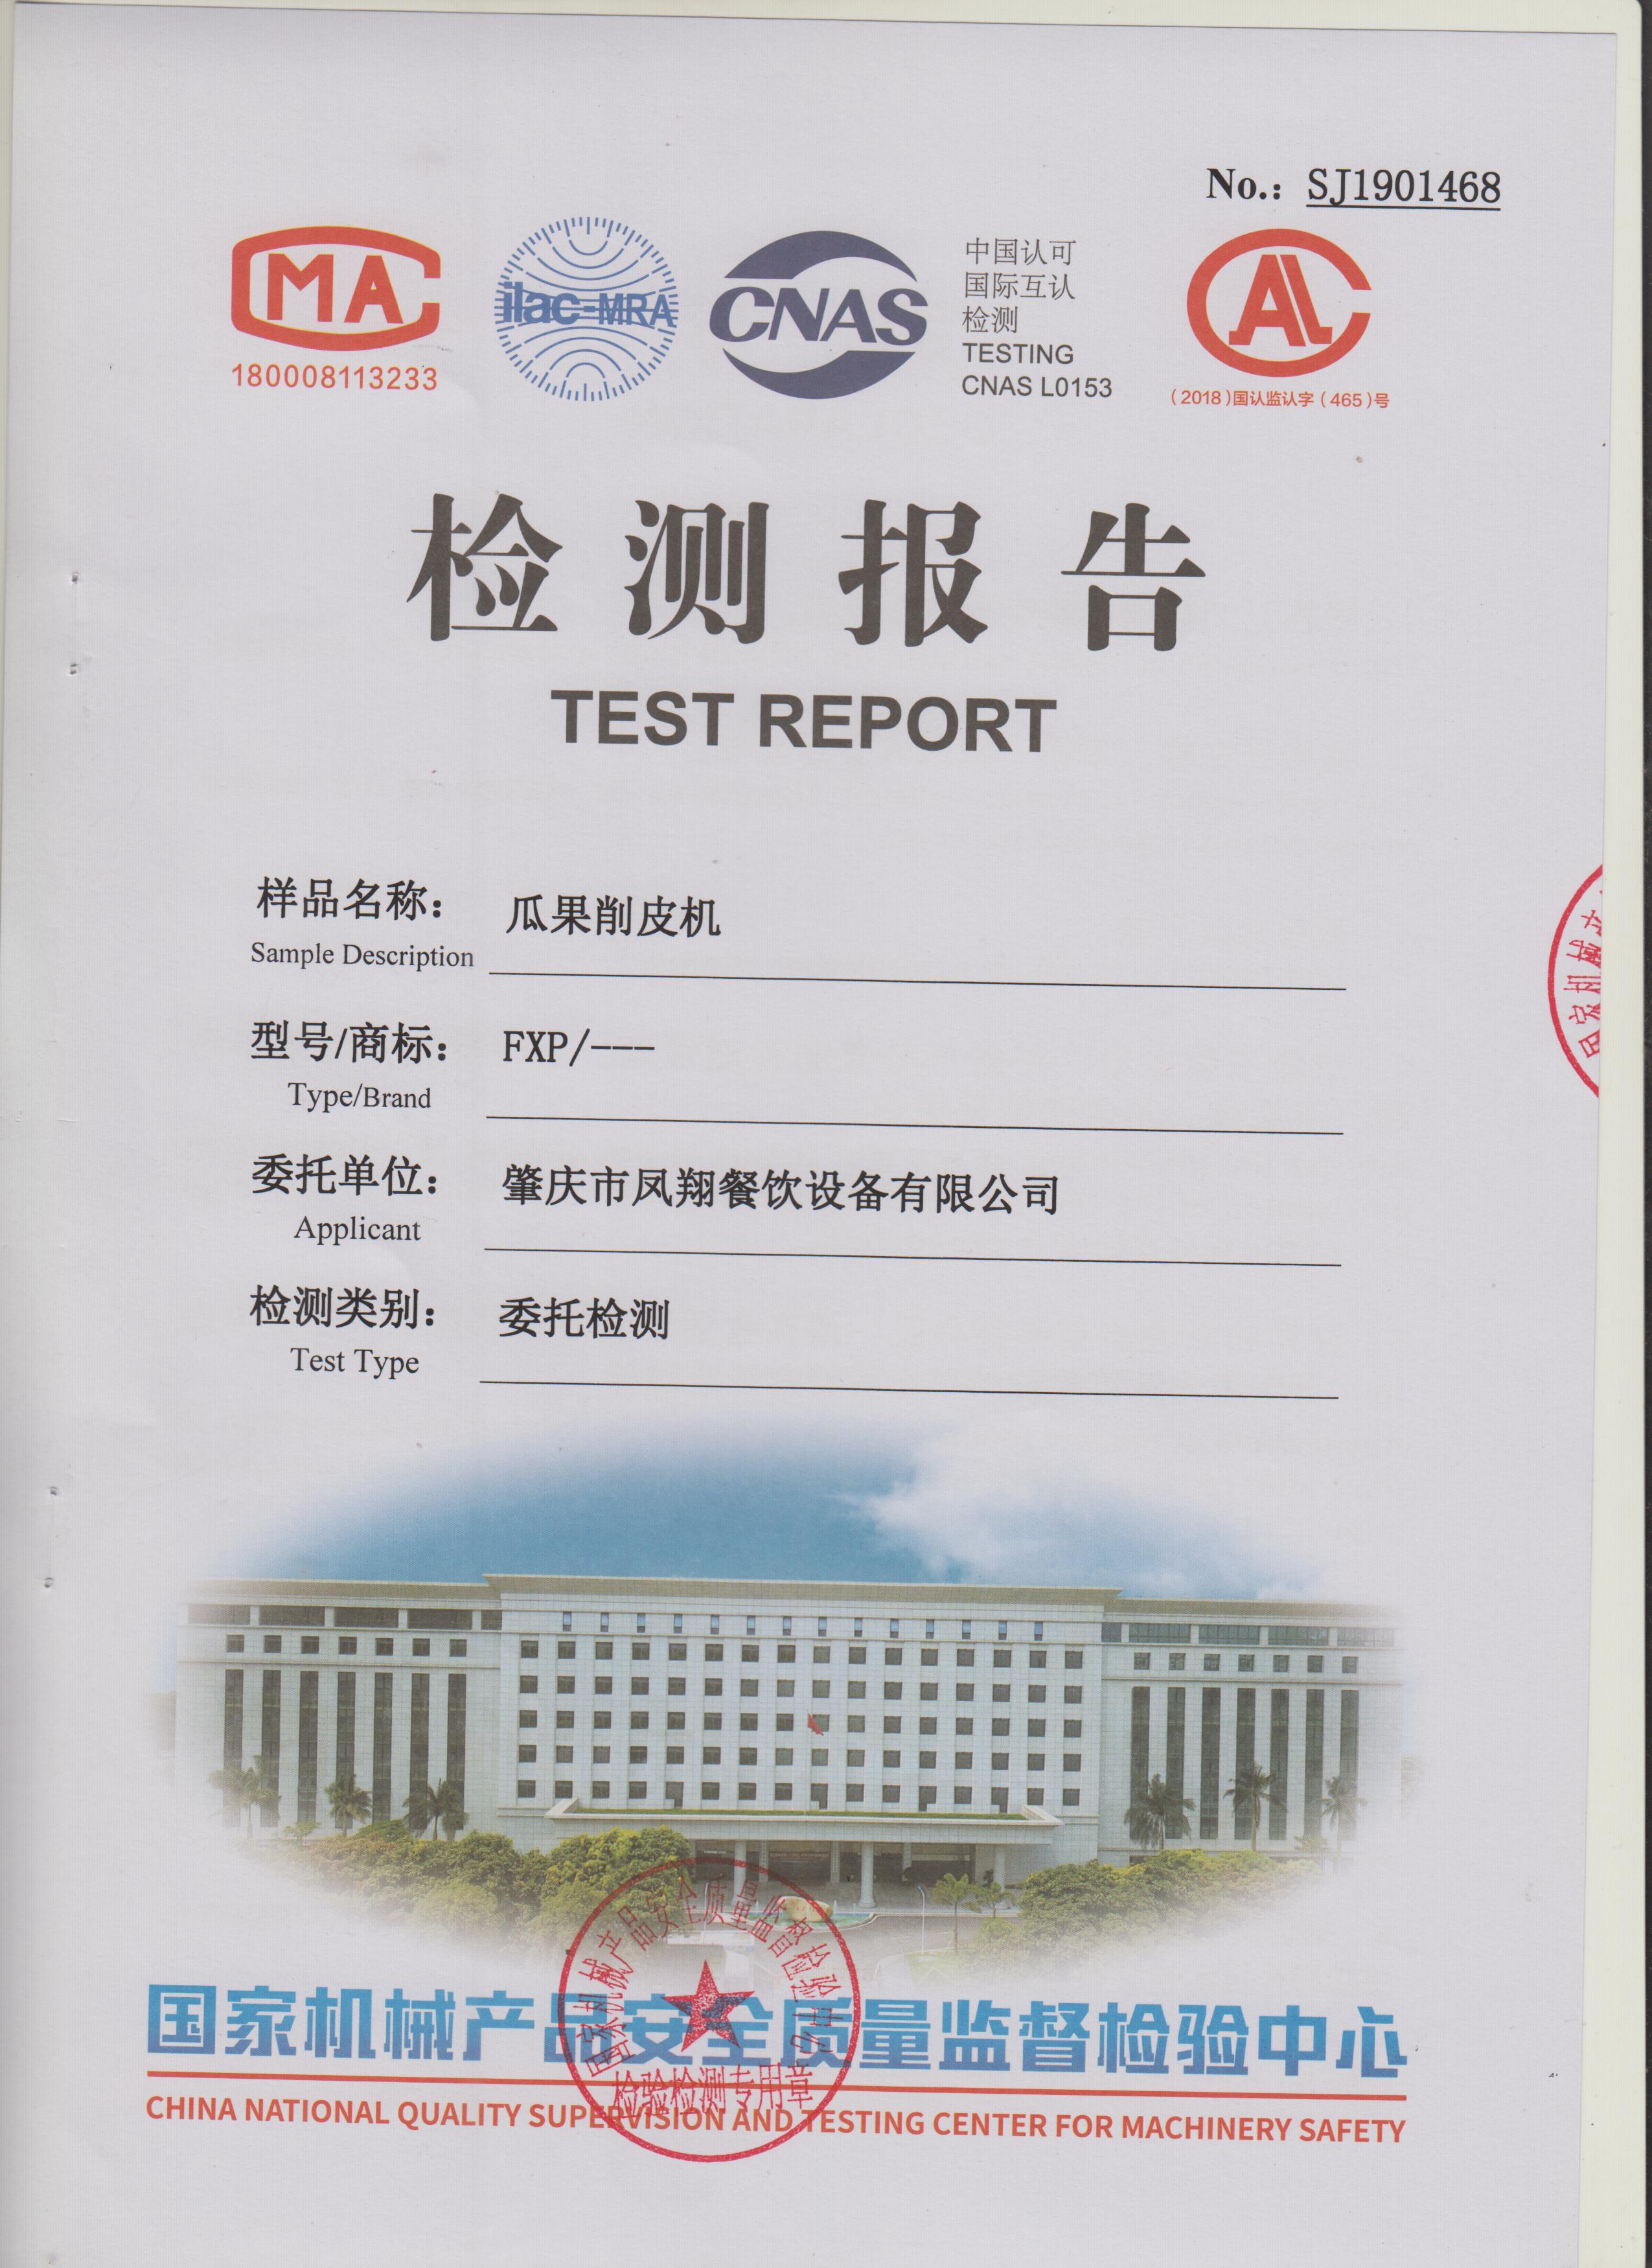 No.: SJ1901468
MA
180008113233
ilac-MRA
CNAS
中国认可
国际互认
检测
TESTING
CNAS L0153
CAL
(2018)国认监认字(465)号
检测报告
TEST REPORT
样品名称: 瓜果削皮机
Sample Description
型号/商标: FXP/---
Type/Brand
委托单位: 肇庆市凤翔餐饮设备有限公司
Applicant
检测类别: 委托检测
Test Type
国家机械产品安全质量监督检验中心
检验检测专用章
国家机械产品安全质量监督检验中心
CHINA NATIONAL QUALITY SUPERVISION AND TESTING CENTER FOR MACHINERY SAFETY
国家机械产